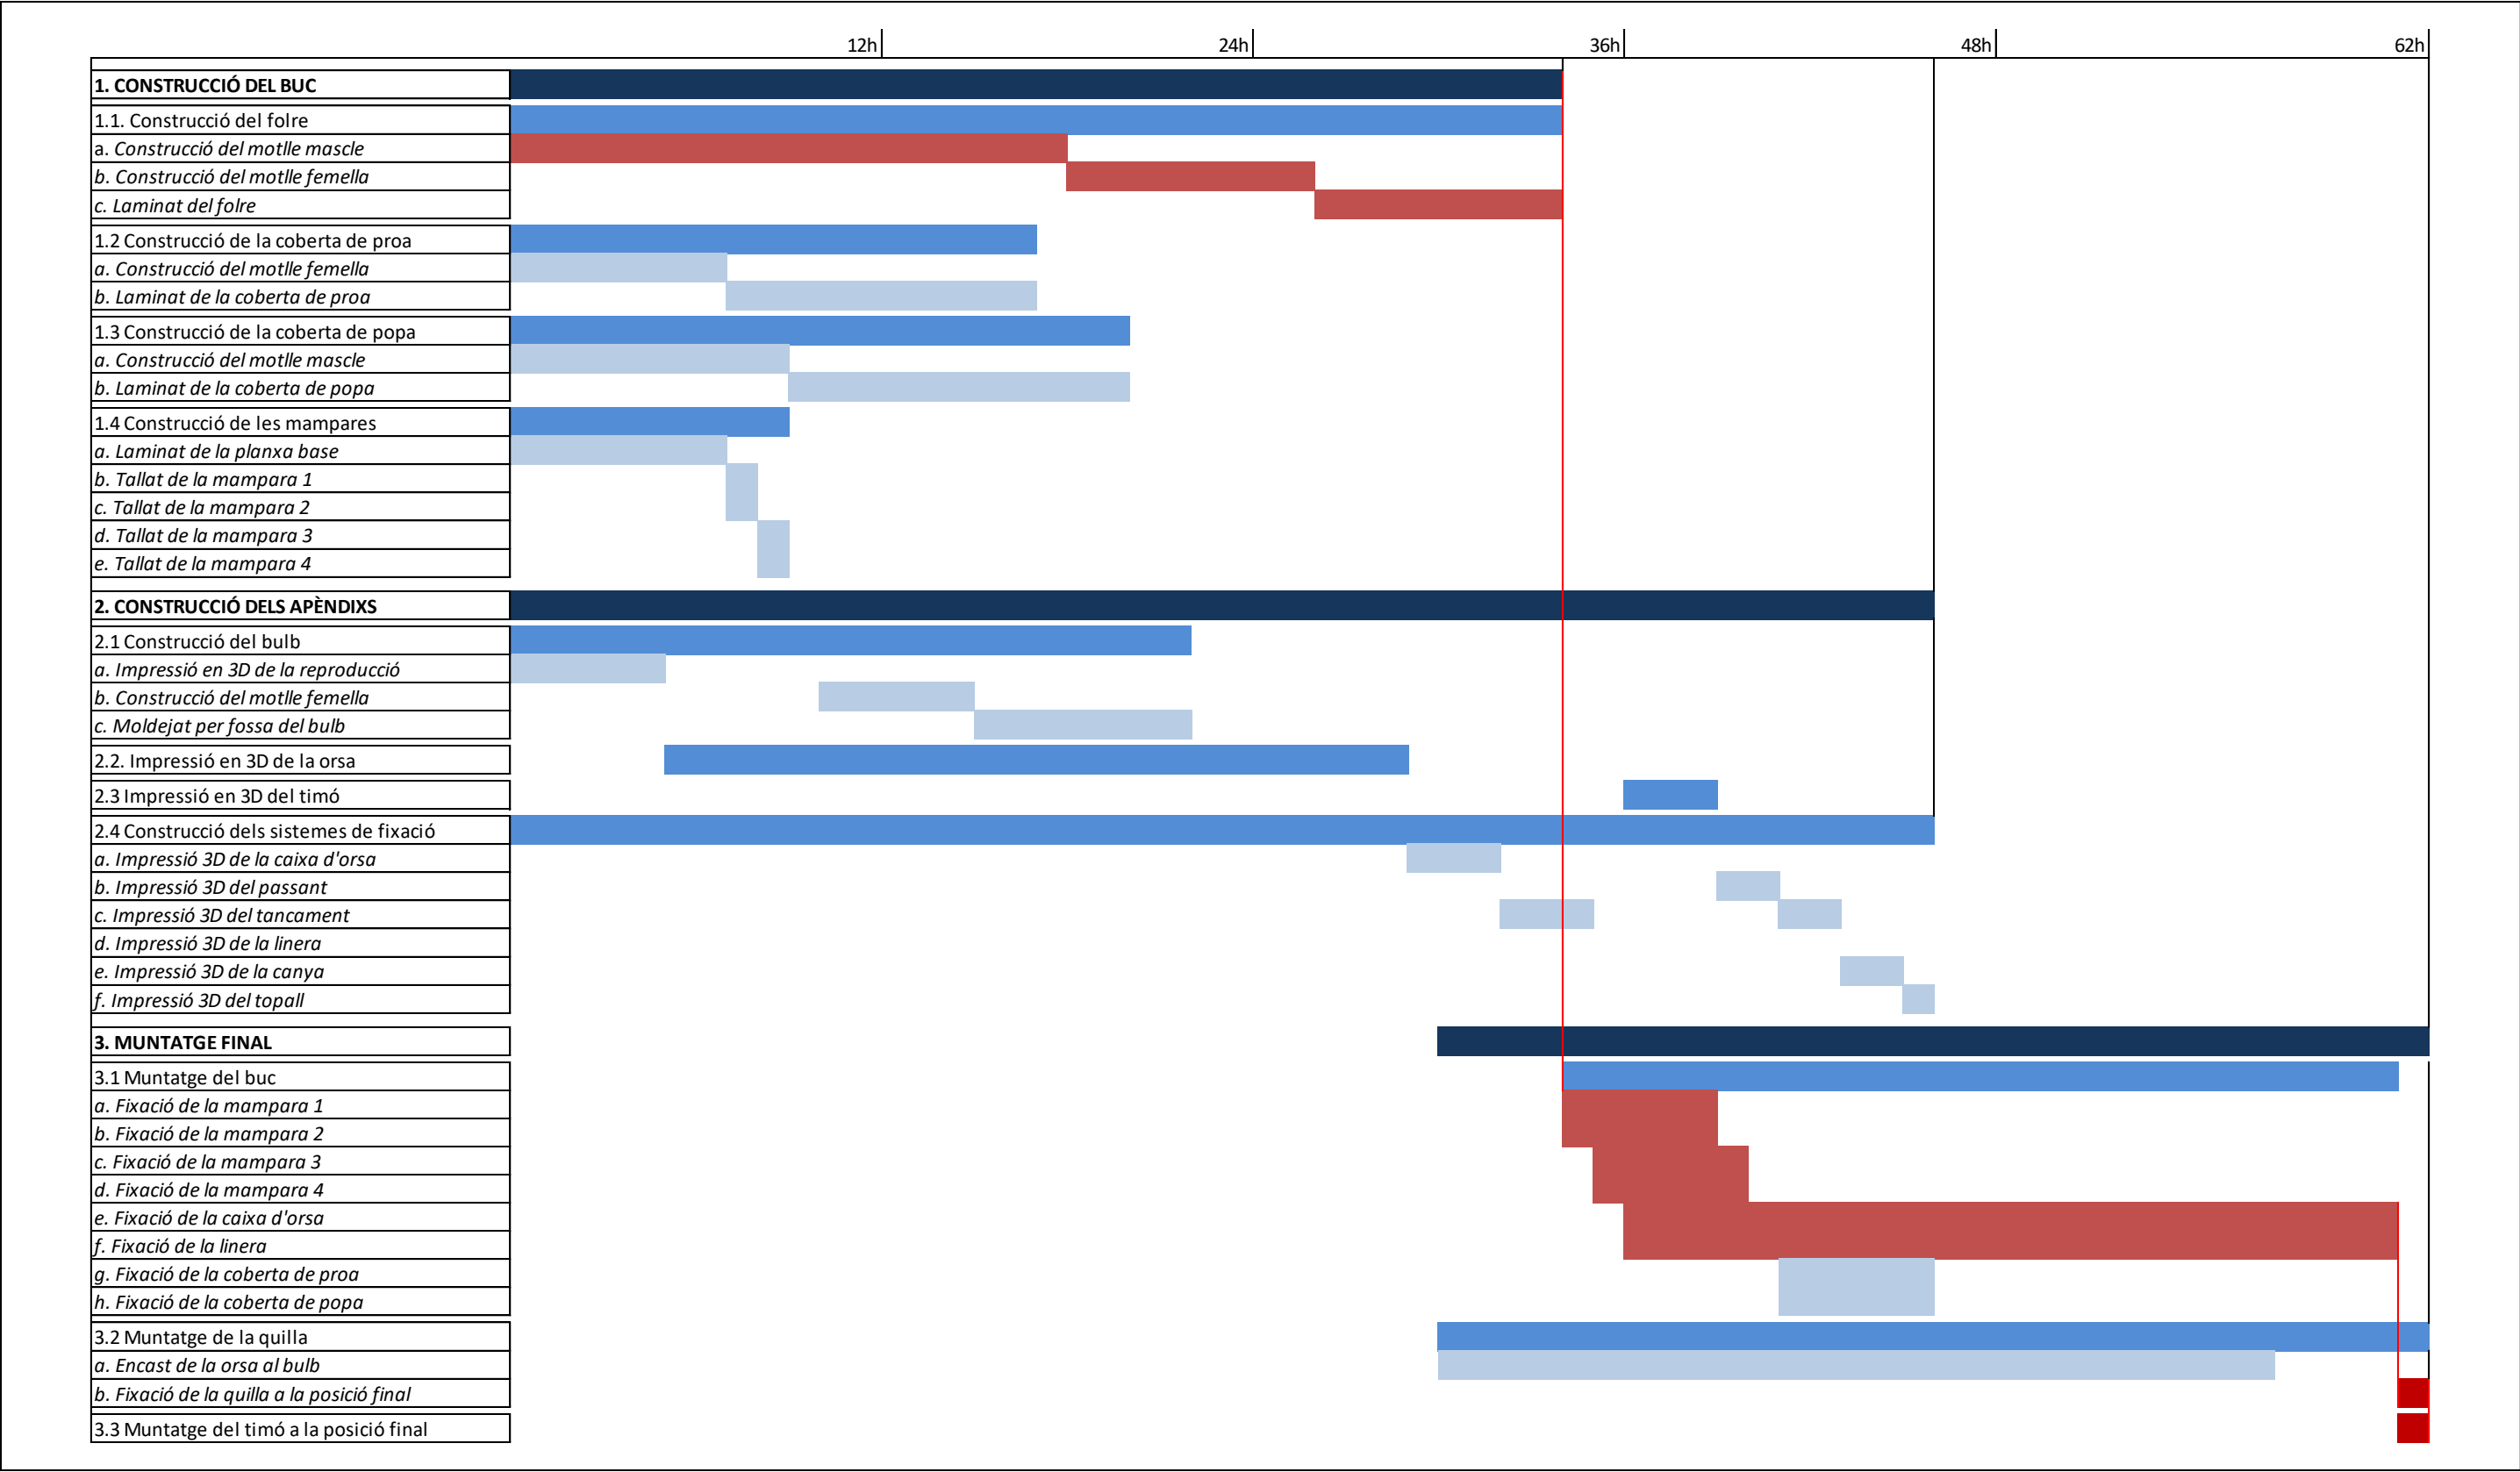 12h 24h 36h 48h 62h
1. CONSTRUCCIÓ DEL BUC
1.1. Construcció del folre
a. Construcció del motlle mascle
b. Construcció del motlle femella
c. Laminat del folre
1.2 Construcció de la coberta de proa
a. Construcció del motlle femella
b. Laminat de la coberta de proa
1.3 Construcció de la coberta de popa
a. Construcció del motlle mascle
b. Laminat de la coberta de popa
1.4 Construcció de les mampares
a. Laminat de la planxa base
b. Tallat de la mampara 1
c. Tallat de la mampara 2
d. Tallat de la mampara 3
e. Tallat de la mampara 4
2. CONSTRUCCIÓ DELS APÈNDIXS
2.1 Construcció del bulb
a. Impressió en 3D de la reproducció
b. Construcció del motlle femella
c. Moldejat per fossa del bulb
2.2. Impressió en 3D de la orsa
2.3 Impressió en 3D del timó
2.4 Construcció dels sistemes de fixació
a. Impressió 3D de la caixa d'orsa
b. Impressió 3D del passant
c. Impressió 3D del tancament
d. Impressió 3D de la linera
e. Impressió 3D de la canya
f. Impressió 3D del topall
3. MUNTATGE FINAL
3.1 Muntatge del buc
a. Fixació de la mampara 1
b. Fixació de la mampara 2
c. Fixació de la mampara 3
d. Fixació de la mampara 4
e. Fixació de la caixa d'orsa
f. Fixació de la linera
g. Fixació de la coberta de proa
h. Fixació de la coberta de popa
3.2 Muntatge de la quilla
a. Encast de la orsa al bulb
b. Fixació de la quilla a la posició final
3.3 Muntatge del timó a la posició final